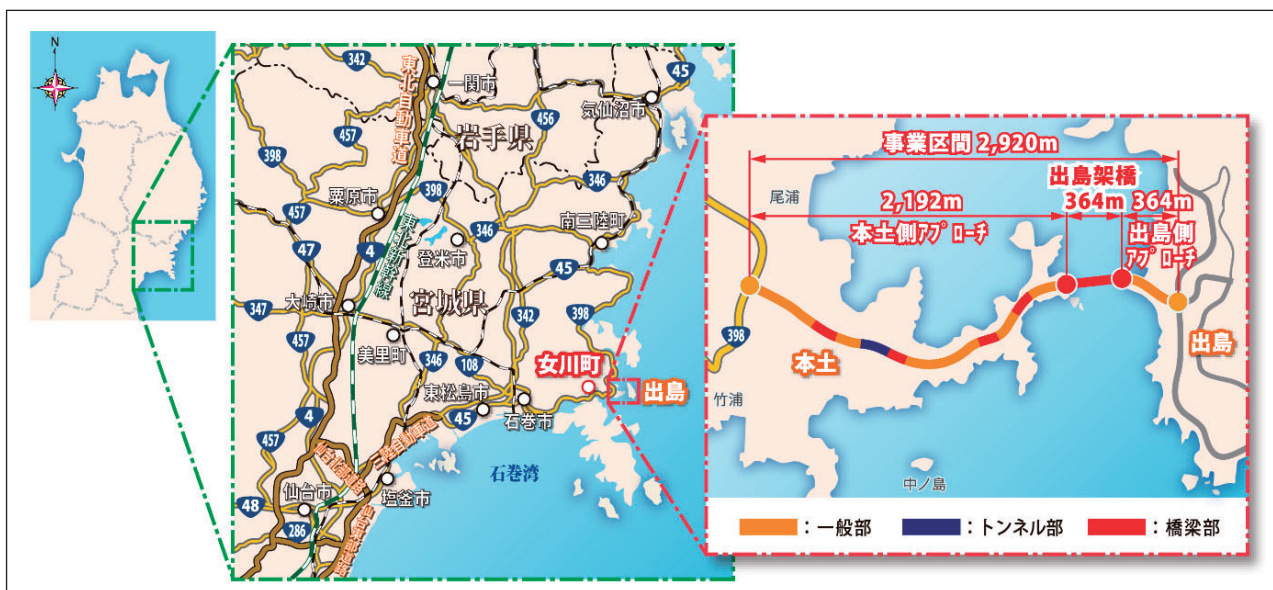 N
342
東北自動車道
一関市
45
気仙沼市
457
岩手県
456
398
346
栗原市
398
457
東北新幹線
346
南三陸町
47
4
登米市
45
大崎市
宮城県
347
342
398
457
美里町
346
108
女川町
東松島市
出島
45
石巻市
4
三陸自動車道
457
石巻湾
仙台市
塩釜市
48
286
事業区間 2,920m
尾浦
出島架橋
2,192m
364m
364m
本土側アプローチ
出島側
アプローチ
398
本土
出島
竹浦
中ノ島
:一般部
:トンネル部
:橋梁部